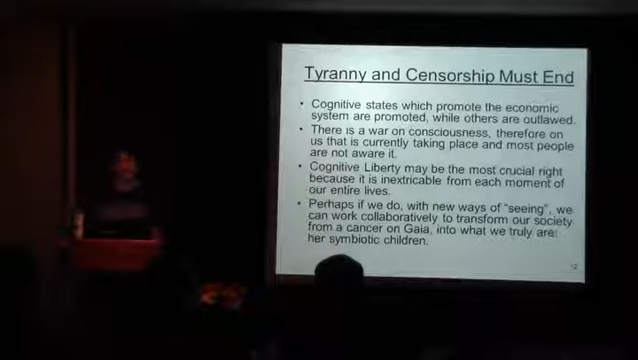 Tyranny and Censorship Must End
• Cognitive states which promote the economic
system are promoted, while others are outlawed.
• There is a war on consciousness, therefore on
us that is currently taking place and most people
are not aware it.
• Cognitive Liberty may be the most crucial right
because it is inextricable from each moment of
our entire lives.
• Perhaps if we do, with new ways of “seeing”, we
can work collaboratively to transform our society
from a cancer on Gaia, into what we truly are:
her symbiotic children.
12